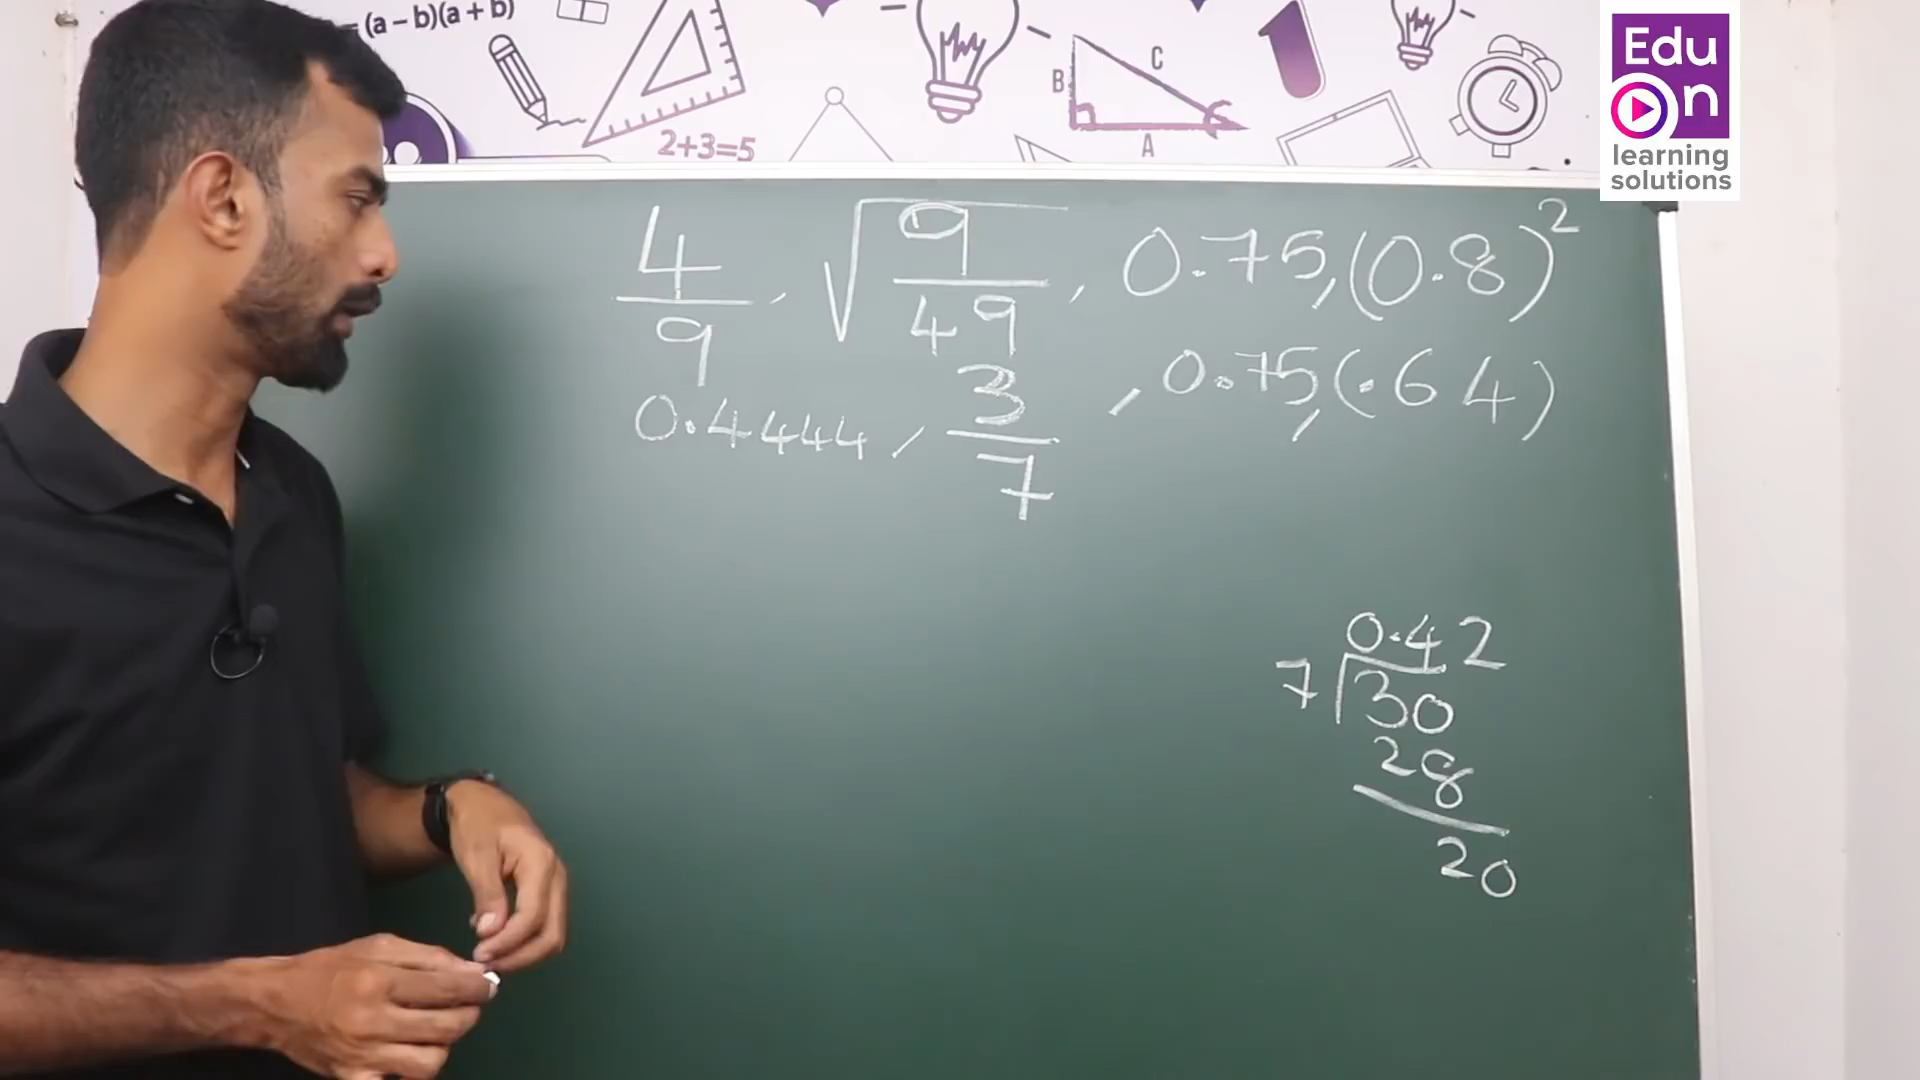 = (a – b)(a + b)
2+3=5
B
C
A
Edu
On
learning
solutions
4/9, √(9/49), 0.75, (0.8)²
0.4444, 3/7, 0.75, (.64)
0.42
7 30
28
20